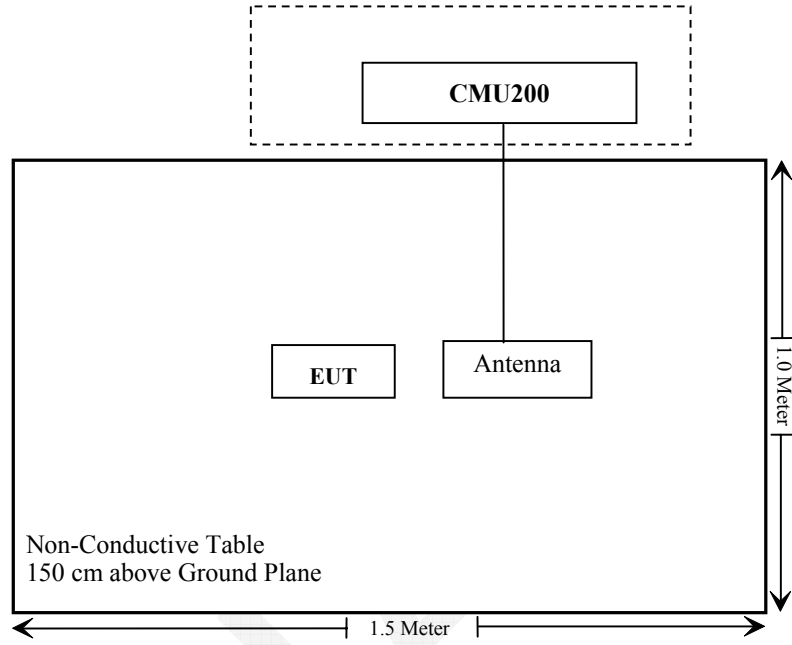 CMU200
EUT
Antenna
1.0 Meter
Non-Conductive Table
150 cm above Ground Plane
1.5 Meter